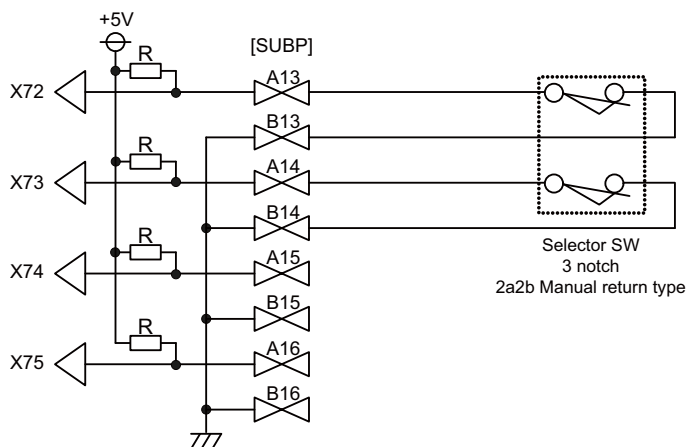 +5V
[SUBP]
R
X72
A13
B13
R
X73
A14
B14
Selector SW
3 notch
2a2b Manual return type
R
X74
A15
B15
R
X75
A16
B16